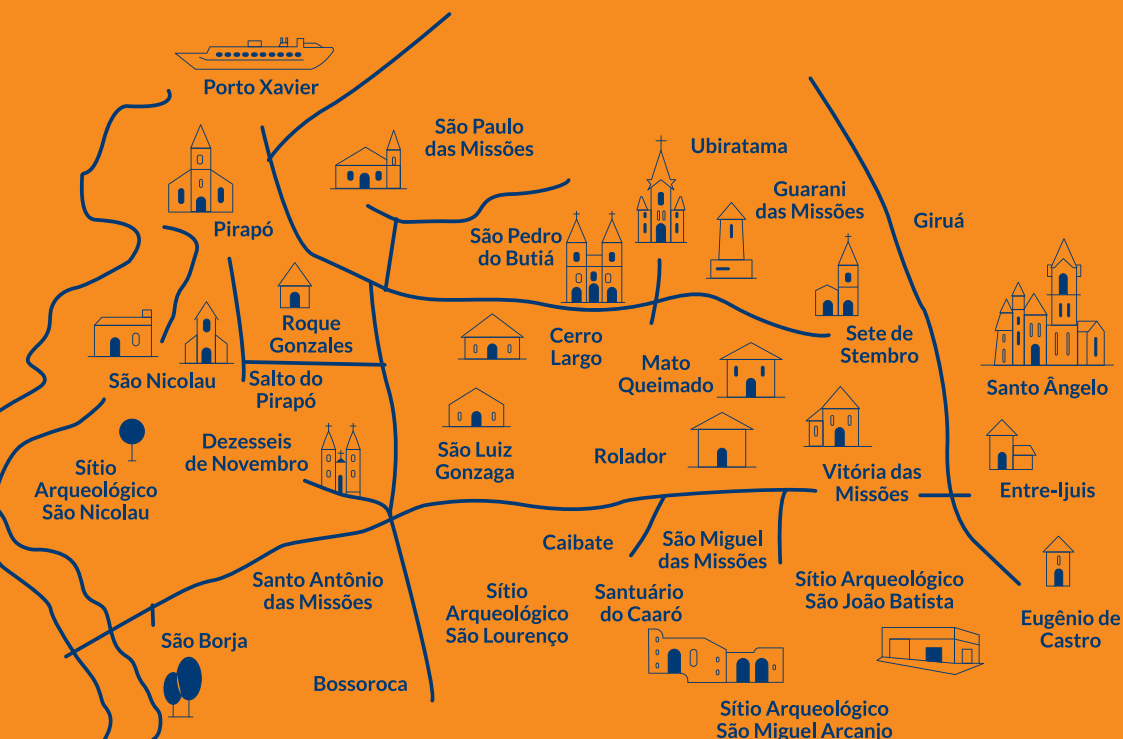 Porto Xavier
São Paulo
das Missões
Ubiratama
Guarani
das Missões
Giruá
Pirapó
São Pedro
do Butiá
Roque
Gonzales
Cerro
Largo
Sete de
Stembro
Mato
Queimado
São Nicolau
Salto do
Pirapó
Santo Ângelo
Dezesseis
de Novembro
São Luiz
Gonzaga
Rolador
Sítio
Arqueológico
São Nicolau
Vitória das
Missões
Entre-Ijuis
Caibate
São Miguel
das Missões
Santo Antônio
das Missões
Sítio
Arqueológico
São Lourenço
Santuário
do Caaró
Sítio Arqueológico
São João Batista
Eugênio de
Castro
São Borja
Bossoroca
Sítio Arqueológico
São Miguel Arcanjo